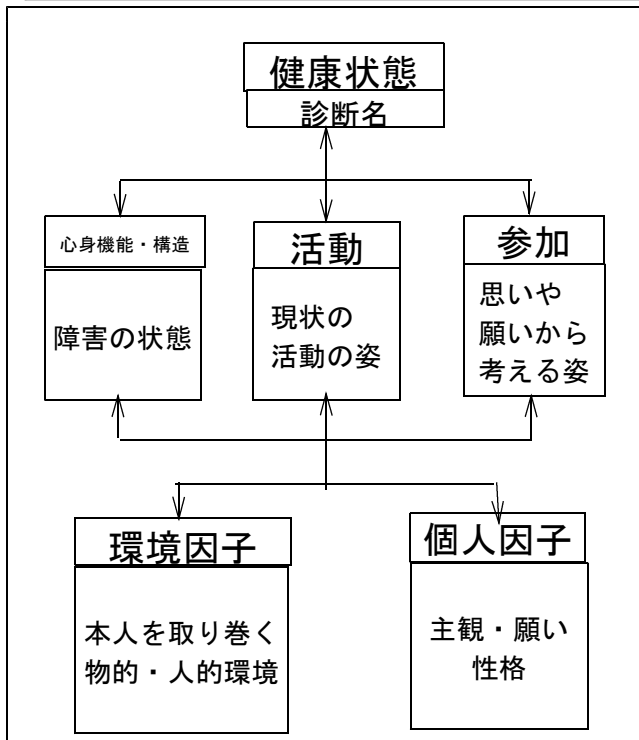 健康状態
診断名
心身機能・構造
活動
参加
障害の状態
現状の
活動の姿
思いや
願いから
考える姿
環境因子
個人因子
本人を取り巻く
物的・人的環境
主観・願い
性格